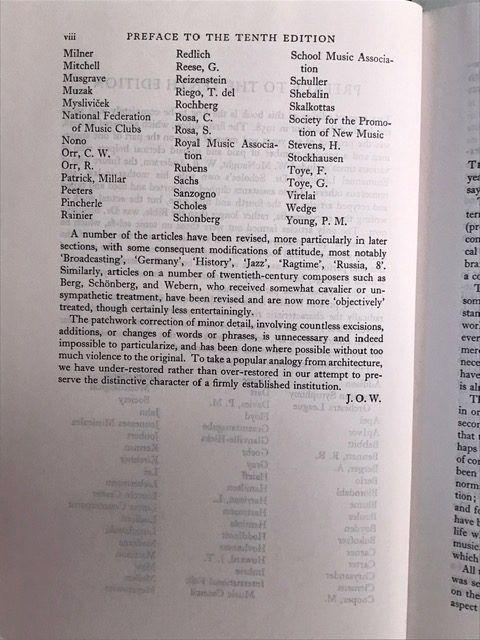 viii PREFACE TO THE TENTH EDITION
Milner
Mitchell
Musgrave
Muzak
Mysliviček
National Federation
of Music Clubs
Nono
Orr, C. W.
Orr, R.
Patrick, Millar
Peeters
Pincherle
Rainier
Redlich
Reese, G.
Reizenstein
Riego, T. del
Rochberg
Rosa, C.
Rosa, S.
Royal Music Associa-
tion
Rubens
Sachs
Sanzogno
Scholes
Schonberg
School Music Associa-
tion
Schuller
Shebalin
Skalkottas
Society for the Promo-
tion of New Music
Stevens, H.
Stockhausen
Toye, F.
Toye, G.
Virelai
Wedge
Young, P. M.
A number of the articles have been revised, more particularly in later
sections, with some consequent modifications of attitude, most notably
‘Broadcasting’, ‘Germany’, ‘History’, ‘Jazz’, ‘Ragtime’, ‘Russia, 8’.
Similarly, articles on a number of twentieth-century composers such as
Berg, Schönberg, and Webern, who received somewhat cavalier or un-
sympathetic treatment, have been revised and are now more ‘objectively’
treated, though certainly less entertainingly.
The patchwork correction of minor detail, involving countless excisions,
additions, or changes of words or phrases, is unnecessary and indeed
impossible to particularize, and has been done where possible without too
much violence to the original. To take a popular analogy from architecture,
we have under-restored rather than over-restored in our attempt to pre-
serve the distinctive character of a firmly established institution.
J. O. W.